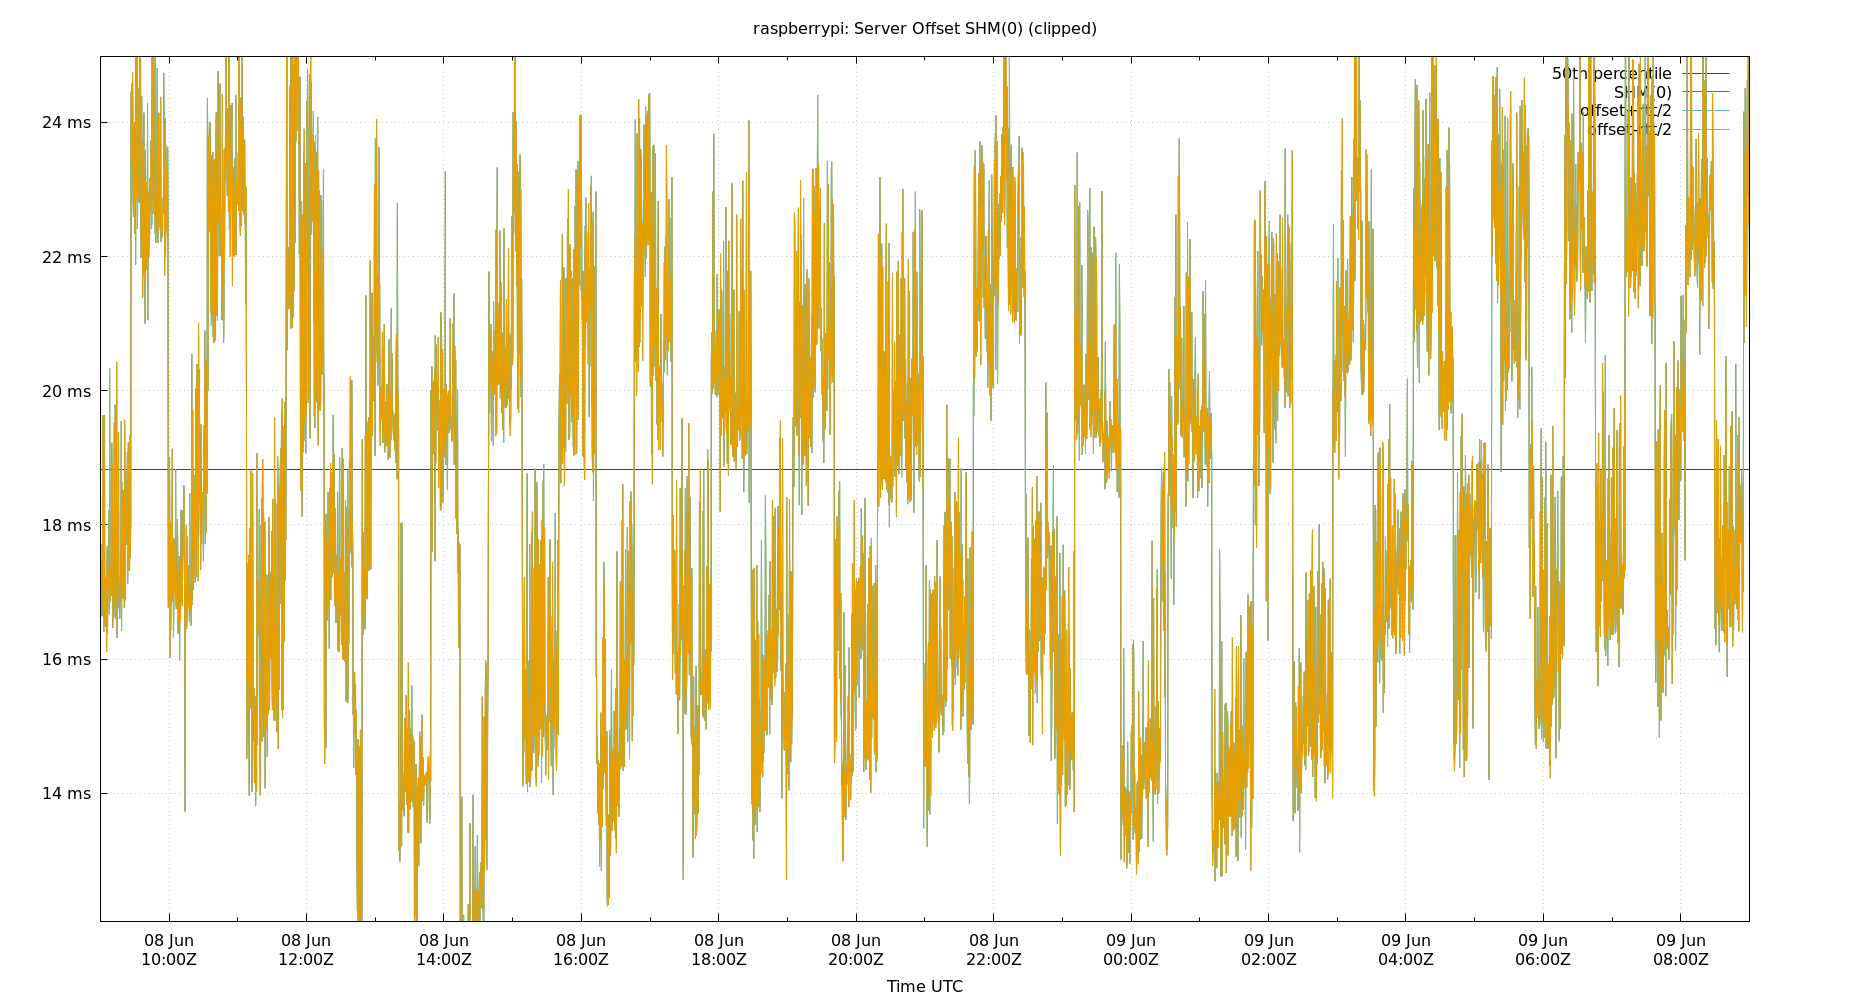 raspberrypi: Server Offset SHM(0) (clipped)
50th percentile
SHM(0)
offset+rtt/2
offset-rtt/2
24 ms
22 ms
20 ms
18 ms
16 ms
14 ms
08 Jun 08 Jun 08 Jun 08 Jun 08 Jun 08 Jun 08 Jun 09 Jun 09 Jun 09 Jun 09 Jun 09 Jun
10:00Z 12:00Z 14:00Z 16:00Z 18:00Z 20:00Z 22:00Z 00:00Z 02:00Z 04:00Z 06:00Z 08:00Z
Time UTC